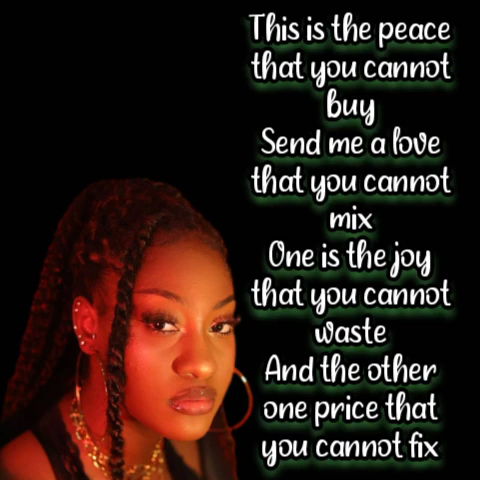 This is the peace
that you cannot
buy
Send me a love
that you cannot
mix
One is the joy
that you cannot
waste
And the other
one price that
you cannot fix